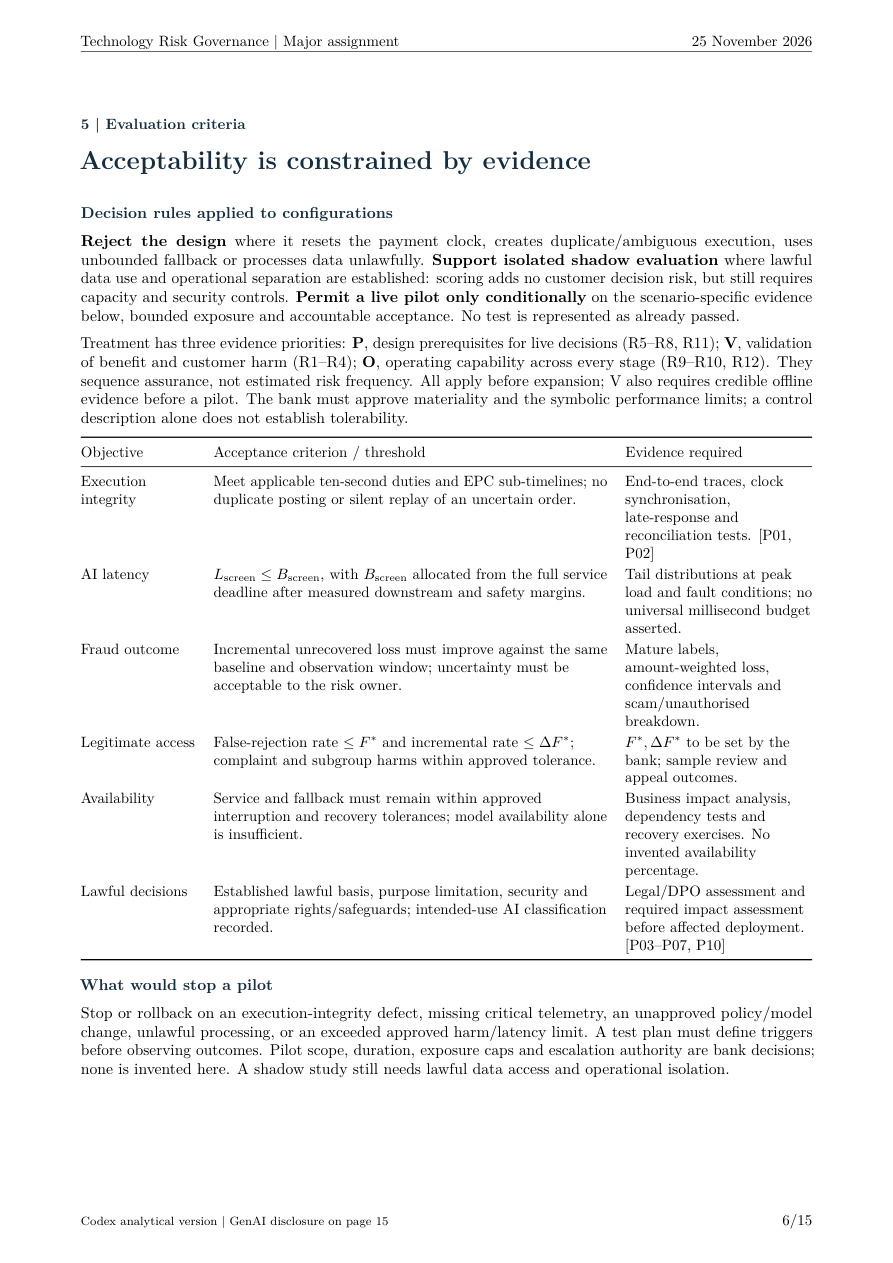 Technology Risk Governance | Major assignment 25 November 2026
5 | Evaluation criteria
Acceptability is constrained by evidence
Decision rules applied to configurations
Reject the design where it resets the payment clock, creates duplicate/ambiguous execution, uses
unbounded fallback or processes data unlawfully. Support isolated shadow evaluation where lawful
data use and operational separation are established: scoring adds no customer decision risk, but still requires
capacity and security controls. Permit a live pilot only conditionally on the scenario-specific evidence
below, bounded exposure and accountable acceptance. No test is represented as already passed.
Treatment has three evidence priorities: P, design prerequisites for live decisions (R5–R8, R11); V, validation
of benefit and customer harm (R1–R4); O, operating capability across every stage (R9–R10, R12). They
sequence assurance, not estimated risk frequency. All apply before expansion; V also requires credible offline
evidence before a pilot. The bank must approve materiality and the symbolic performance limits; a control
description alone does not establish tolerability.
Objective Acceptance criterion / threshold Evidence required
Execution Meet applicable ten-second duties and EPC sub-timelines; no End-to-end traces, clock
integrity duplicate posting or silent replay of an uncertain order. synchronisation,
late-response and
reconciliation tests. [P01,
P02]
AI latency L_screen ≤ B_screen, with B_screen allocated from the full service Tail distributions at peak
deadline after measured downstream and safety margins. load and fault conditions; no
universal millisecond budget
asserted.
Fraud outcome Incremental unrecovered loss must improve against the same Mature labels,
baseline and observation window; uncertainty must be amount-weighted loss,
acceptable to the risk owner. confidence intervals and
scam/unauthorised
breakdown.
Legitimate access False-rejection rate ≤ F* and incremental rate ≤ ΔF*; F*, ΔF* to be set by the
complaint and subgroup harms within approved tolerance. bank; sample review and
appeal outcomes.
Availability Service and fallback must remain within approved Business impact analysis,
interruption and recovery tolerances; model availability alone dependency tests and
is insufficient. recovery exercises. No
invented availability
percentage.
Lawful decisions Established lawful basis, purpose limitation, security and Legal/DPO assessment and
appropriate rights/safeguards; intended-use AI classification required impact assessment
recorded. before affected deployment.
[P03–P07, P10]
What would stop a pilot
Stop or rollback on an execution-integrity defect, missing critical telemetry, an unapproved policy/model
change, unlawful processing, or an exceeded approved harm/latency limit. A test plan must define triggers
before observing outcomes. Pilot scope, duration, exposure caps and escalation authority are bank decisions;
none is invented here. A shadow study still needs lawful data access and operational isolation.
Codex analytical version | GenAI disclosure on page 15 6/15